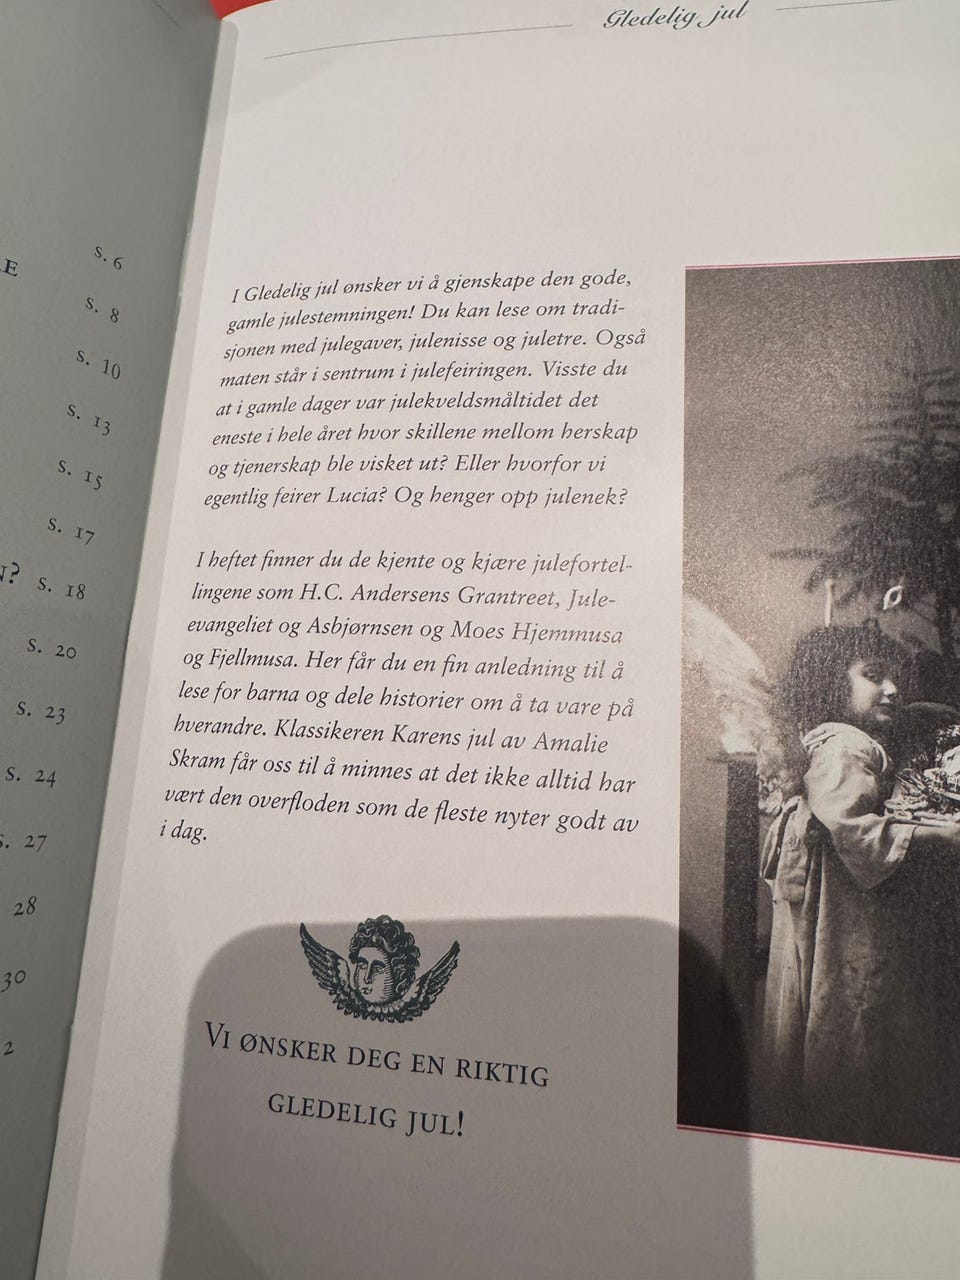 E
s. 6
s. 8
s. 10
s. 13
s. 15
s. 17
N? s. 18
s. 20
s. 23
s. 24
s. 27
28
30
2
Gledelig jul
I Gledelig jul ønsker vi å gjenskape den gode,
gamle julestemningen! Du kan lese om tradi-
sjonen med julegaver, julenisse og juletre. Også
maten står i sentrum i julefeiringen. Visste du
at i gamle dager var julekveldsmåltidet det
eneste i hele året hvor skillene mellom herskap
og tjenerskap ble visket ut? Eller hvorfor vi
egentlig feirer Lucia? Og henger opp julenek?
I heftet finner du de kjente og kjære julefortel-
lingene som H.C. Andersens Grantreet, Jule-
evangeliet og Asbjørnsen og Moes Hjemmusa
og Fjellmusa. Her får du en fin anledning til å
lese for barna og dele historier om å ta vare på
hverandre. Klassikeren Karens jul av Amalie
Skram får oss til å minnes at det ikke alltid har
vært den overfloden som de fleste nyter godt av
i dag.
VI ØNSKER DEG EN RIKTIG
GLEDELIG JUL!